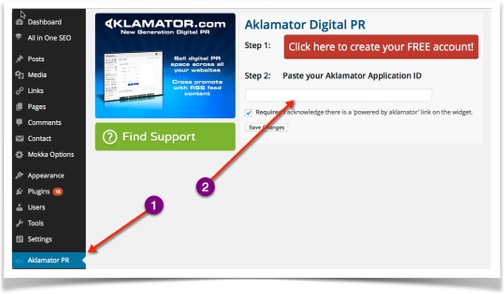 Dashboard
All in One SEO
Posts
Media
Links
Pages
Comments
Contact
Mokka Options
Appearance
Plugins 18
Users
Tools
Settings
Aklamator PR
AKLAMATOR.com
New Generation Digital PR
Sell digital PR
space across all
your websites
Cross promote
with RSS feed
content
Find Support
Aklamator Digital PR
Step 1: Click here to create your FREE account!
Step 2: Paste your Aklamator Application ID
I acknowledge there is a 'powered by aklamator' link on the widget.
Save Changes
1
2